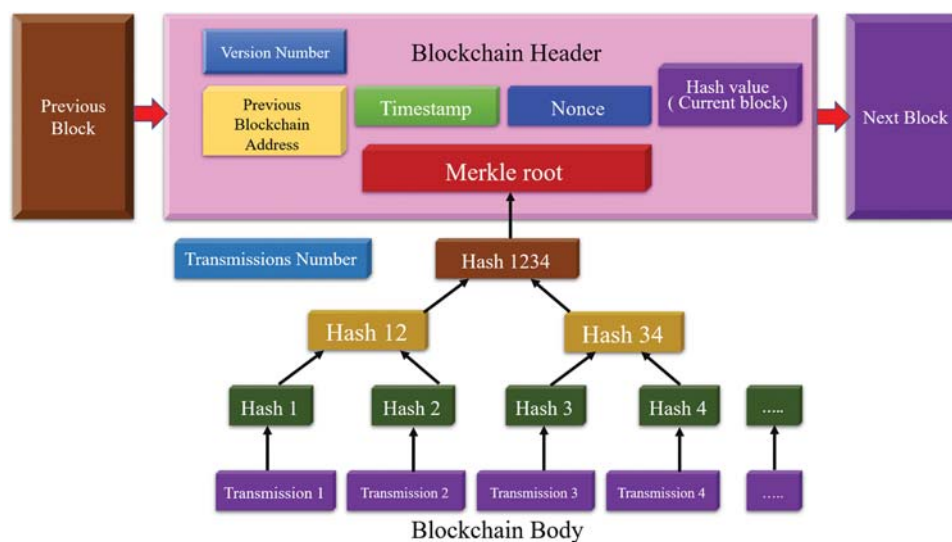 Previous
Block
Version Number
Blockchain Header
Previous
Blockchain
Address
Timestamp
Nonce
Hash value
( Current block)
Next Block
Merkle root
Transmissions Number
Hash 1234
Hash 12
Hash 34
Hash 1
Hash 2
Hash 3
Hash 4
.....
Transmission 1
Transmission 2
Transmission 3
Transmission 4
.....
Blockchain Body